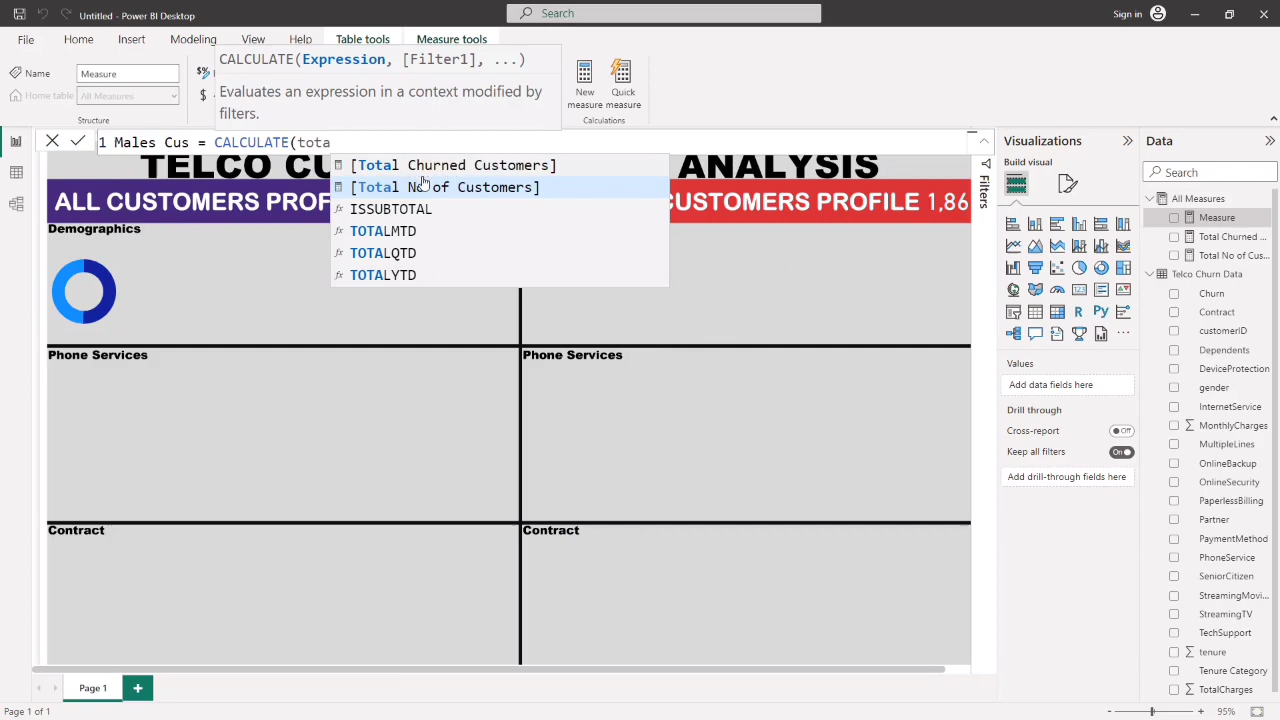 Untitled - Power BI Desktop
Search
Sign in
File
Home
Insert
Modeling
View
Help
Table tools
Measure tools
Name
Measure
Home table
All Measures
Structure
$%
$
CALCULATE(Expression, [Filter1], ...)
Evaluates an expression in a context modified by
filters.
New
measure
Quick
measure
Calculations
1 Males Cus = CALCULATE(tota
[Total Churned Customers]
[Total No of Customers]
ISSUBTOTAL
TOTALMTD
TOTALQTD
TOTALYTD
TELCO CU
ANALYSIS
ALL CUSTOMERS PROF
CUSTOMERS PROFILE 1,86
Demographics
Phone Services
Phone Services
Contract
Contract
Filters
Visualizations
Build visual
Values
Add data fields here
Drill through
Cross-report
Off
Keep all filters
On
Add drill-through fields here
Data
Search
All Measures
Measure
Total Churned ...
Total No of Cus...
Telco Churn Data
Churn
Contract
customerID
Dependents
DeviceProtection
gender
InternetService
MonthlyCharges
MultipleLines
OnlineBackup
OnlineSecurity
PaperlessBilling
Partner
PaymentMethod
PhoneService
SeniorCitizen
StreamingMovi...
StreamingTV
TechSupport
tenure
Tenure Category
TotalCharges
Page 1
Page 1 of 1
95%